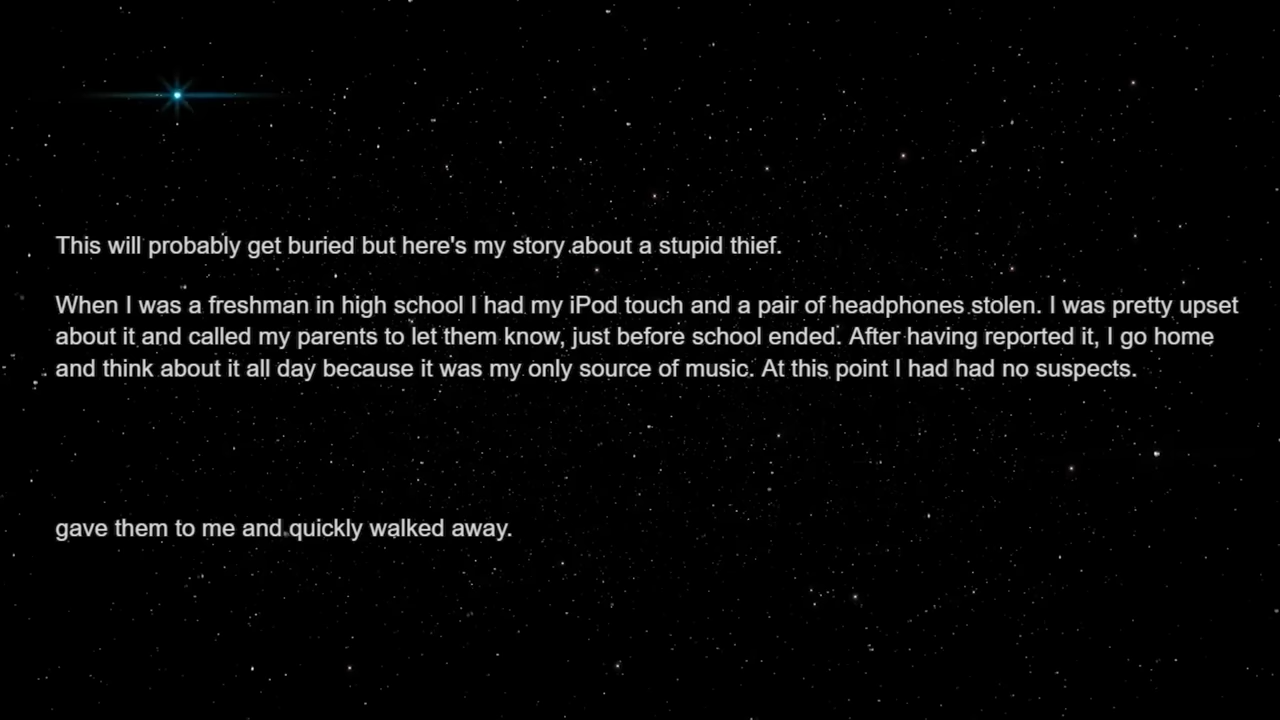 This will probably get buried but here's my story about a stupid thief.
When I was a freshman in high school I had my iPod touch and a pair of headphones stolen. I was pretty upset
about it and called my parents to let them know, just before school ended. After having reported it, I go home
and think about it all day because it was my only source of music. At this point I had had no suspects.
gave them to me and quickly walked away.